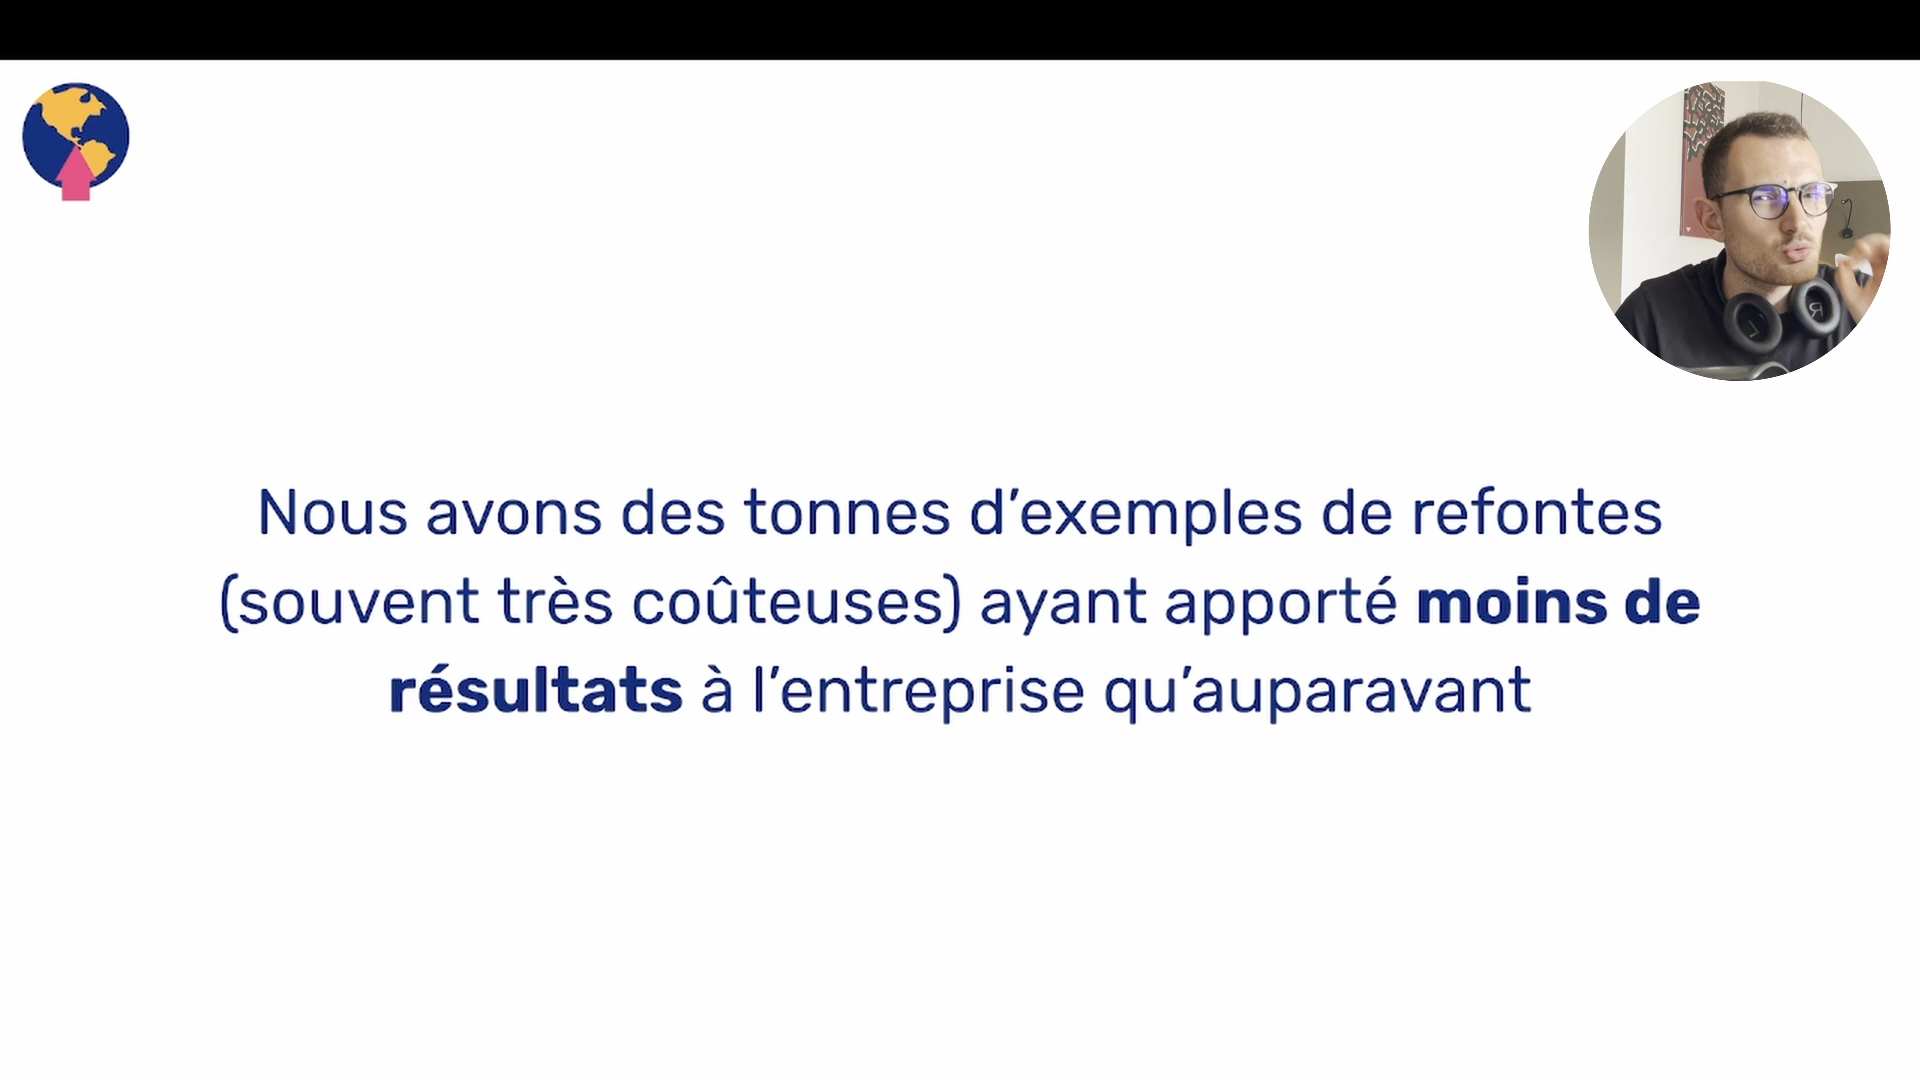 Nous avons des tonnes d’exemples de refontes
(souvent très coûteuses) ayant apporté moins de
résultats à l’entreprise qu’auparavant
L
R